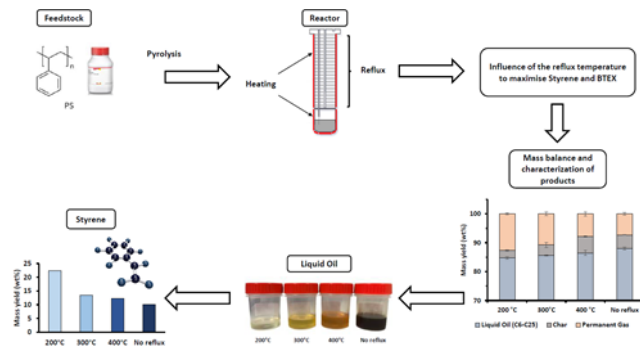 Feedstock
Reactor
Pyrolysis
n
PS
Heating
Reflux
Influence of the reflux temperature
to maximise Styrene and BTEX
Mass balance and
characterization of
products
Styrene
Mass yield (wt%)
25
20
15
10
5
0
200°C 300°C 400°C No reflux
Liquid Oil
200°C 300°C 400°C No reflux
Mass yield (wt%)
100
90
80
70
200 °C 300 °C 400 °C No reflux
Liquid Oil (C6-C25) Char Permanent Gas